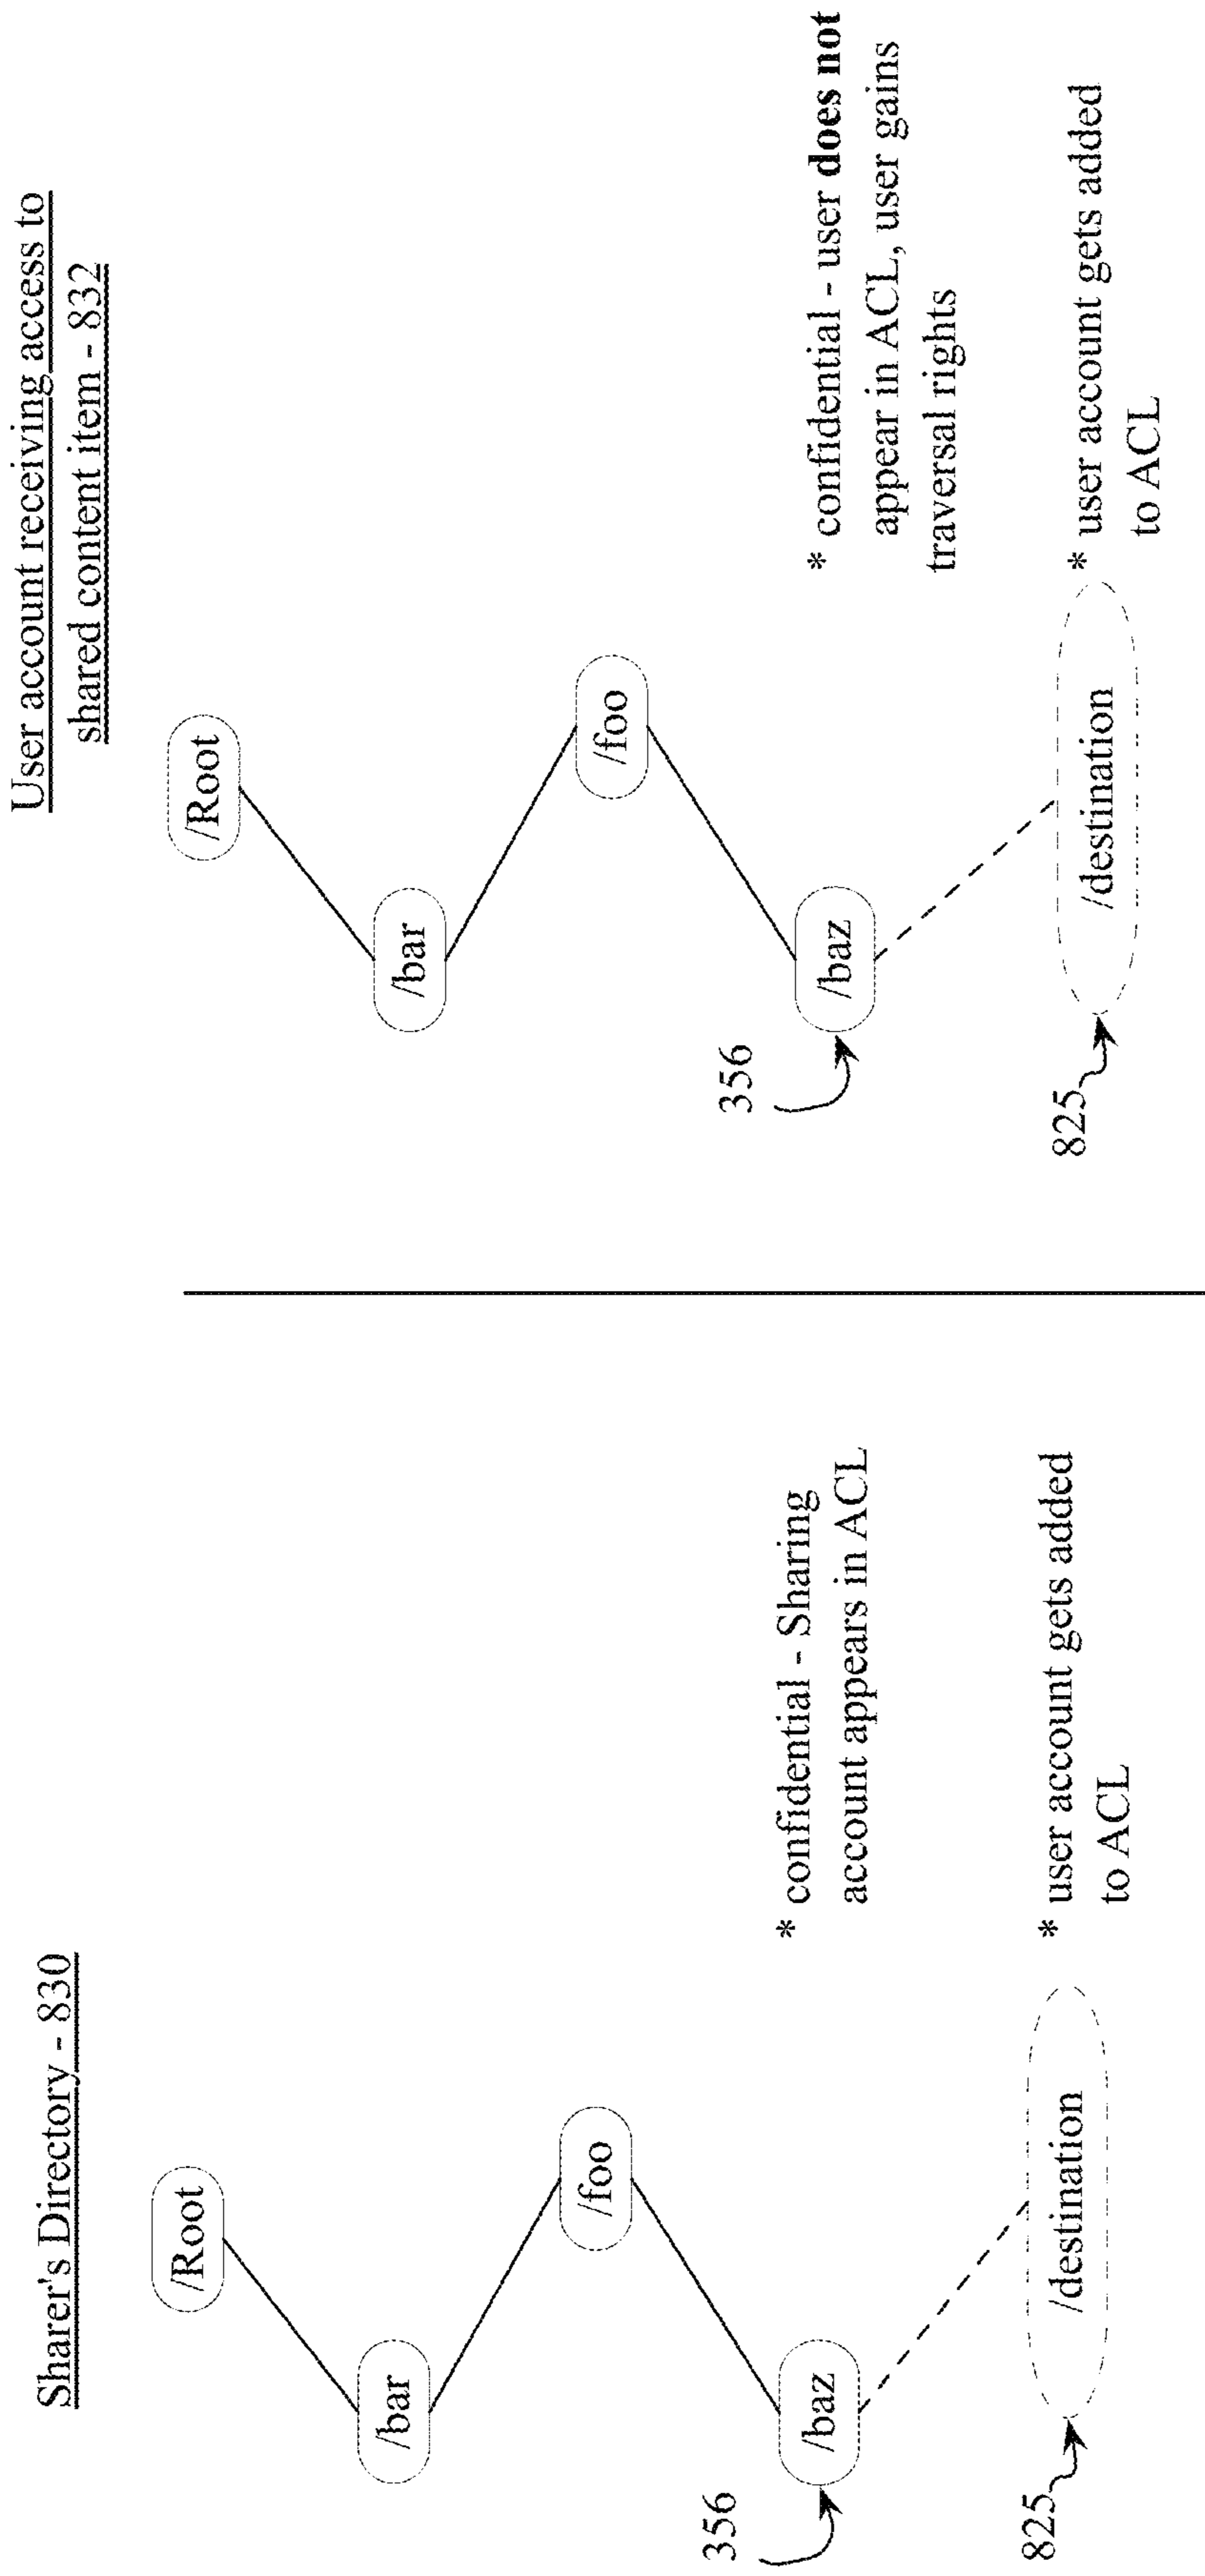 Sharer's Directory - 830
/Root
/bar
/foo
356
/baz
* confidential - Sharing
account appears in ACL
825
/destination
* user account gets added
to ACL
User account receiving access to
shared content item - 832
/Root
/bar
/foo
356
/baz
* confidential - user does not
appear in ACL, user gains
traversal rights
825
/destination
* user account gets added
to ACL